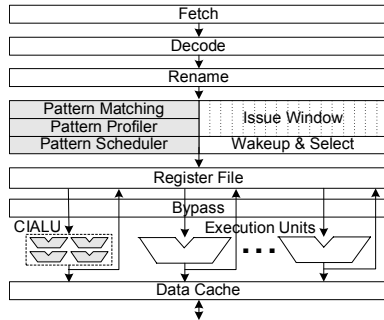 Fetch
Decode
Rename
Pattern Matching
Pattern Profiler
Issue Window
Pattern Scheduler
Wakeup & Select
Register File
Bypass
CIALU
Execution Units
Data Cache